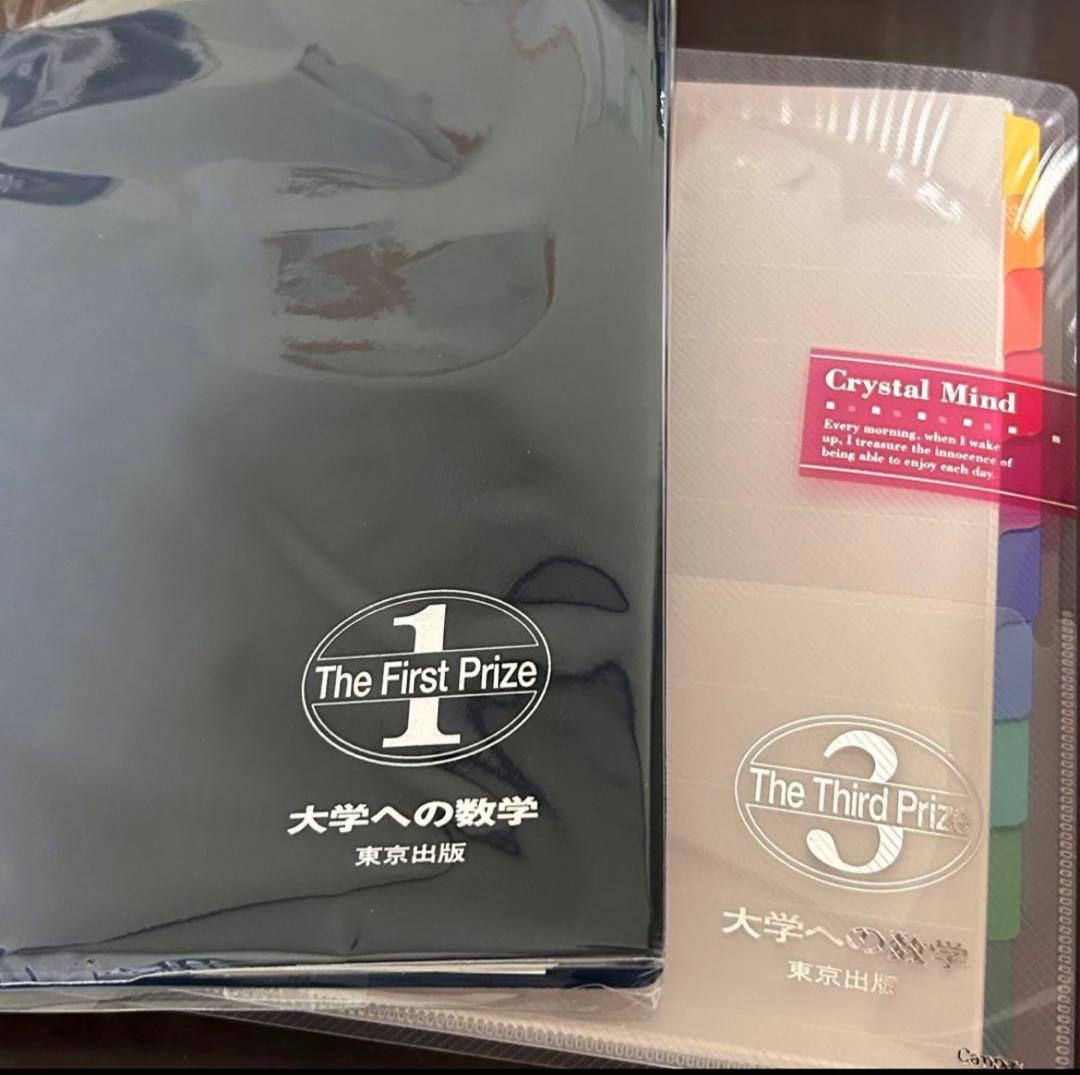 1
The First Prize
大学への数学
東京出版
Crystal Mind
Every morning, when I wake
up, I treasure the innocence of
being able to enjoy each day.
3
The Third Prize
大学への数学
東京出版